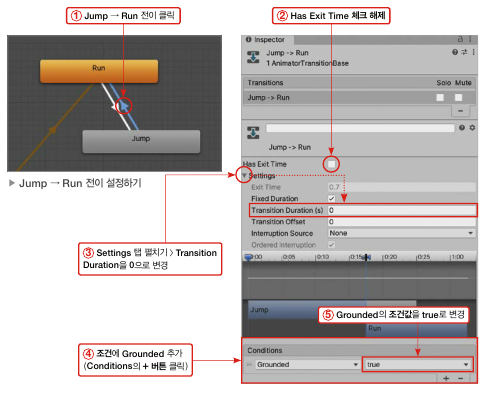 ① Jump → Run 전이 클릭
② Has Exit Time 체크 해제
Run
Jump
▶ Jump → Run 전이 설정하기
③ Settings 탭 펼치기 > Transition
Duration을 0으로 변경
④ 조건에 Grounded 추가
(Conditions의 + 버튼 클릭)
Inspector
Jump -> Run
1 AnimatorTransitionBase
Transitions Solo Mute
Jump -> Run
Jump -> Run
Has Exit Time
Settings
Exit Time 0.7
Fixed Duration
Transition Duration (s) 0
Transition Offset 0
Interruption Source None
Ordered Interruption
0:00 0:05 0:10 0:15 0:20 0:25 1:00
Jump
Run
⑤ Grounded의 조건값을 true로 변경
Conditions
Grounded true
+ −